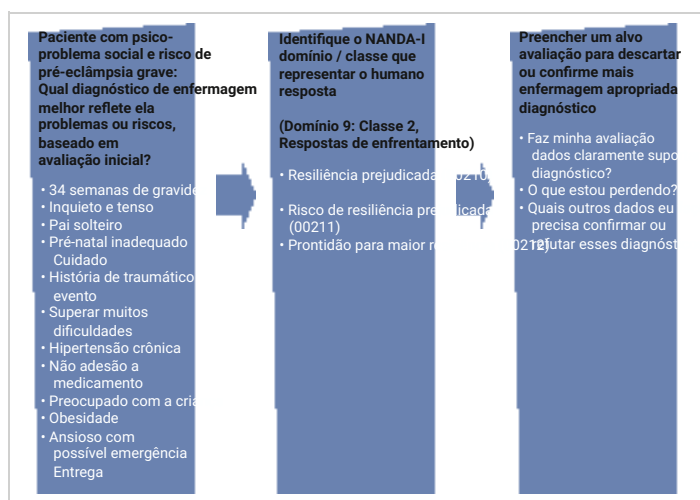 Paciente com psico-
problema social e risco de
pré-eclâmpsia grave:
Qual diagnóstico de enfermagem
melhor reflete ela
problemas ou riscos,
baseado em
avaliação inicial?
• 34 semanas de gravide
• Inquieto e tenso
• Pai solteiro
• Pré-natal inadequado
Cuidado
• História de traumático
evento
• Superar muitos
dificuldades
• Hipertensão crônica
• Não adesão a
medicamento
• Preocupado com a cria
• Obesidade
• Ansioso com
possível emergência
Entrega
Identifique o NANDA-I
domínio / classe que
representar o humano
resposta
(Domínio 9: Classe 2,
Respostas de enfrentamento)
• Resiliência prejudicada
• Risco de resiliência prejudicada
(00211)
• Prontidão para maior
Preencher um alvo
avaliação para descartar
ou confirme mais
enfermagem apropriada
diagnóstico
• Faz minha avaliação
dados claramente supo
diagnóstico?
• O que estou perdendo?
• Quais outros dados eu
precisa confirmar ou
refutar esses diagnóst